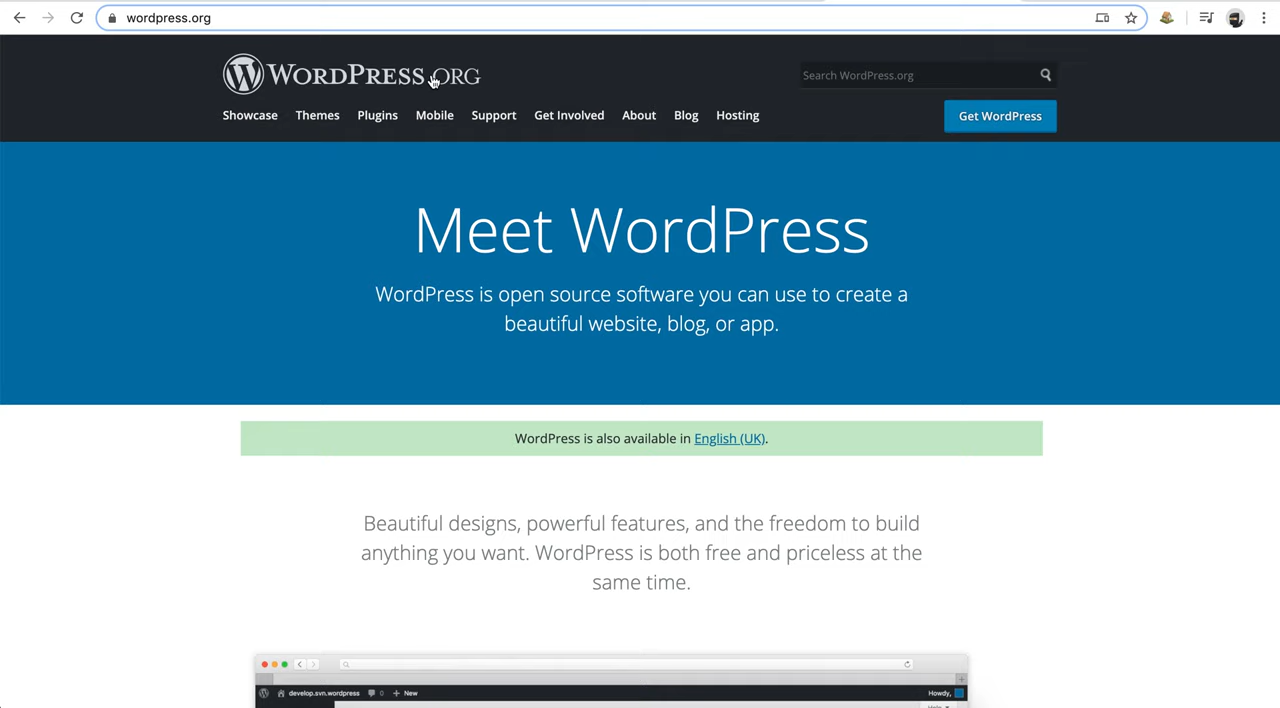 wordpress.org
WORDPRESS.ORG
Search WordPress.org
Showcase Themes Plugins Mobile Support Get Involved About Blog Hosting
Get WordPress
Meet WordPress
WordPress is open source software you can use to create a
beautiful website, blog, or app.
WordPress is also available in English (UK).
Beautiful designs, powerful features, and the freedom to build
anything you want. WordPress is both free and priceless at the
same time.
develop.svn.wordpress 0 + New
Howdy,